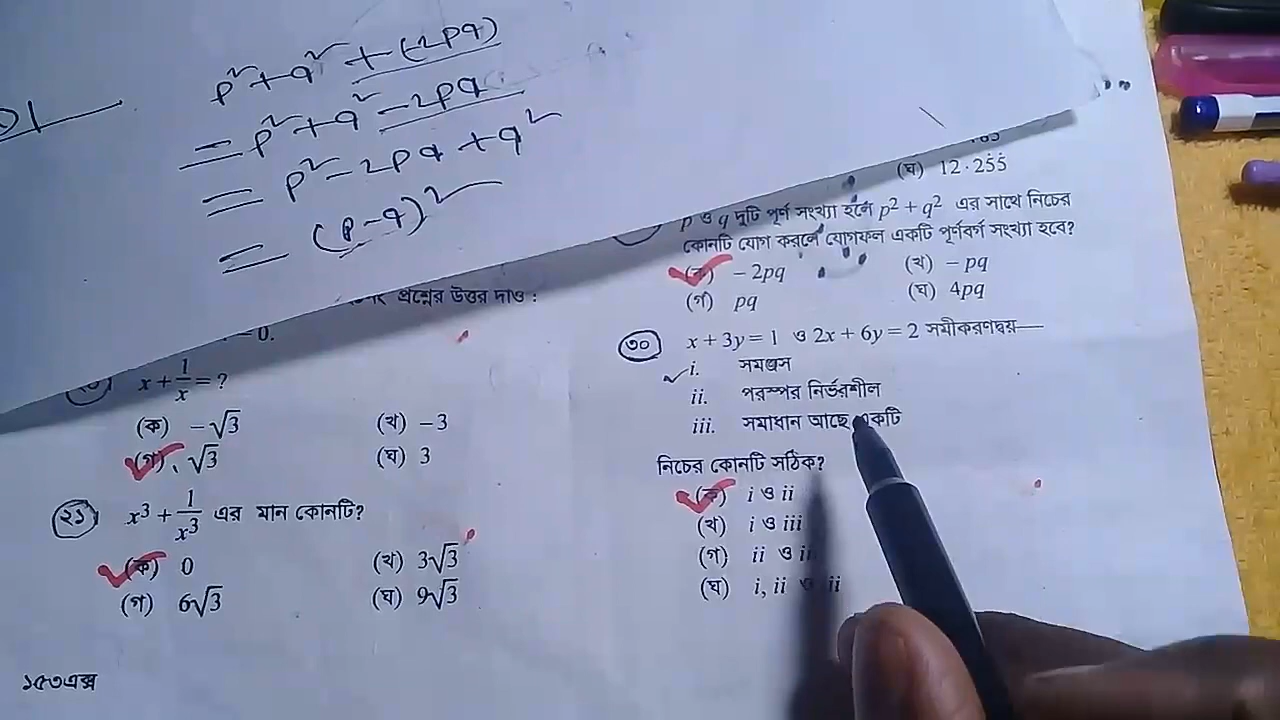 p² + q² + (-2pq)
= p² + q² - 2pq
= p² - 2pq + q²
= (p - q)²
প্রশ্নের উত্তর দাও :
x + 1/x = ?
(ক) -√3 (খ) -3
(গ) √3 (ঘ) 3
২১ x³ + 1/x³ এর মান কোনটি?
(ক) 0 (খ) 3√3
(গ) 6√3 (ঘ) 9√3
১৫৩এক্স
(ঘ) 12·25̇5̇
p ও q দুটি পূর্ণ সংখ্যা হলে p² + q² এর সাথে নিচের
কোনটি যোগ করলে যোগফল একটি পূর্ণবর্গ সংখ্যা হবে?
(ক) -2pq (খ) -pq
(গ) pq (ঘ) 4pq
৩০ x + 3y = 1 ও 2x + 6y = 2 সমীকরণদ্বয়—
i. সমঞ্জস
ii. পরস্পর নির্ভরশীল
iii. সমাধান আছে একটি
নিচের কোনটি সঠিক?
(ক) i ও ii
(খ) i ও iii
(গ) ii ও
(ঘ) i, ii ও